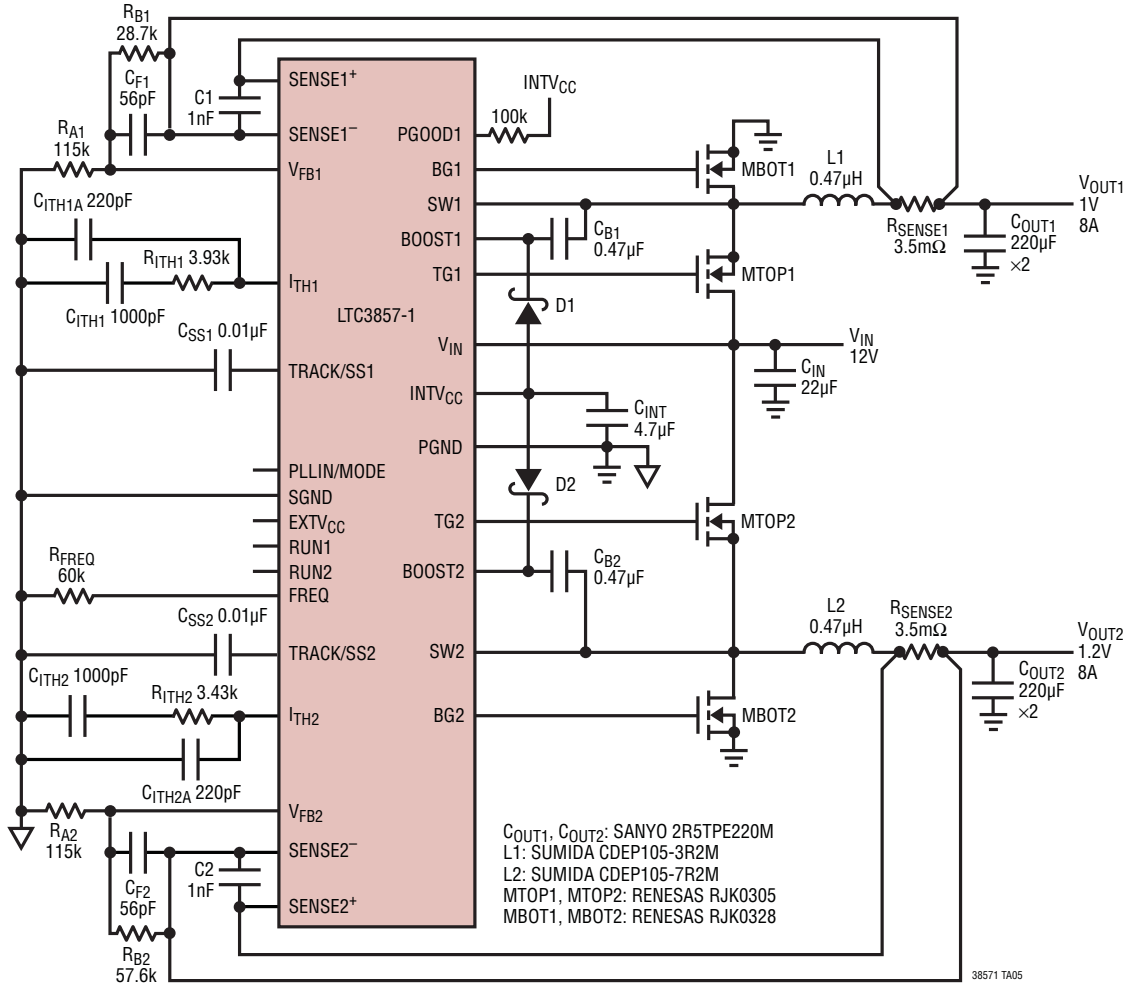 RB1
28.7k
CF1
56pF
C1
1nF
RA1
115k
CITH1A 220pF
RITH1 3.93k
CITH1 1000pF
CSS1 0.01µF
RFREQ
60k
CSS2 0.01µF
CITH2 1000pF
RITH2 3.43k
CITH2A 220pF
RA2
115k
CF2
56pF
C2
1nF
RB2
57.6k
SENSE1+
SENSE1–
VFB1
ITH1
LTC3857-1
TRACK/SS1
PLLIN/MODE
SGND
EXTVCC
RUN1
RUN2
FREQ
TRACK/SS2
ITH2
VFB2
SENSE2–
SENSE2+
PGOOD1
BG1
SW1
BOOST1
TG1
VIN
INTVCC
PGND
TG2
BOOST2
SW2
BG2
INTVCC
100k
MBOT1
L1
0.47µH
CB1
0.47µF
MTOP1
D1
RSENSE1
3.5mΩ
COUT1
220µF
×2
VOUT1
1V
8A
VIN
12V
CIN
22µF
CINT
4.7µF
D2
MTOP2
CB2
0.47µF
L2
0.47µH
RSENSE2
3.5mΩ
VOUT2
1.2V
8A
COUT2
220µF
×2
MBOT2
COUT1, COUT2: SANYO 2R5TPE220M
L1: SUMIDA CDEP105-3R2M
L2: SUMIDA CDEP105-7R2M
MTOP1, MTOP2: RENESAS RJK0305
MBOT1, MBOT2: RENESAS RJK0328
38571 TA05